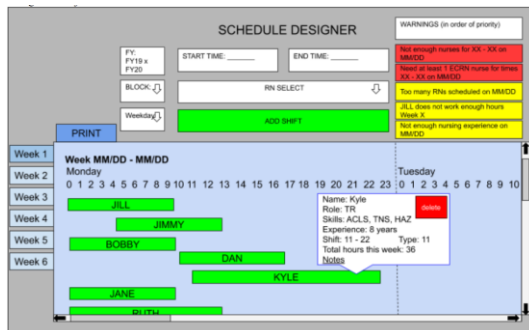 SCHEDULE DESIGNER
WARNINGS (in order of priority)
FY:
FY19 x
FY20
START TIME: _______
END TIME: _______
Not enough nurses for XX - XX on
MM/DD
Need at least 1 ECRN nurse for times
XX - XX on MM/DD
BLOCK:
RN SELECT
Too many RNs scheduled on MM/DD
JILL does not work enough hours
Week X
Weekday
ADD SHIFT
Not enough nursing experience on
MM/DD
PRINT
Week 1
Week 2
Week 3
Week 4
Week 5
Week 6
Week MM/DD - MM/DD
Monday
Tuesday
0 1 2 3 4 5 6 7 8 9 10 11 12 13 14 15 16 17 18 19 20 21 22 23
0 1 2 3 4 5 6 7 8 9 10
JILL
JIMMY
BOBBY
DAN
KYLE
JANE
RUTH
Name: Kyle
Role: TR
Skills: ACLS, TNS, HAZ
Experience: 8 years
Shift: 11 - 22 Type: 11
Total hours this week: 36
Notes
delete